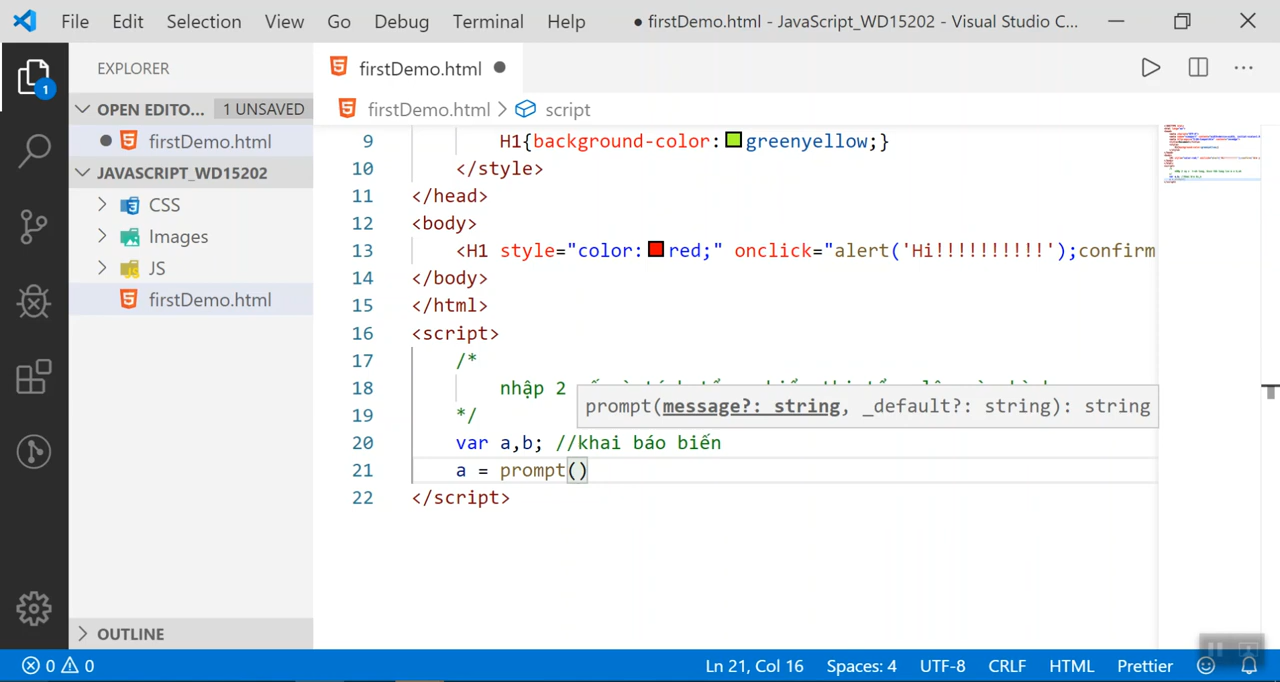 File Edit Selection View Go Debug Terminal Help ● firstDemo.html - JavaScript_WD15202 - Visual Studio C...
EXPLORER
OPEN EDITO... 1 UNSAVED
● firstDemo.html
JAVASCRIPT_WD15202
CSS
Images
JS
firstDemo.html
OUTLINE
1
firstDemo.html ●
firstDemo.html > script
9 H1{background-color:greenyellow;}
10 </style>
11 </head>
12 <body>
13 <H1 style="color:red;" onclick="alert('Hi!!!!!!!!!!');confirm
14 </body>
15 </html>
16 <script>
17 /*
18 nhập 2
prompt(message?: string, _default?: string): string
19 */
20 var a,b; //khai báo biến
21 a = prompt()
22 </script>
0 0 Ln 21, Col 16 Spaces: 4 UTF-8 CRLF HTML Prettier